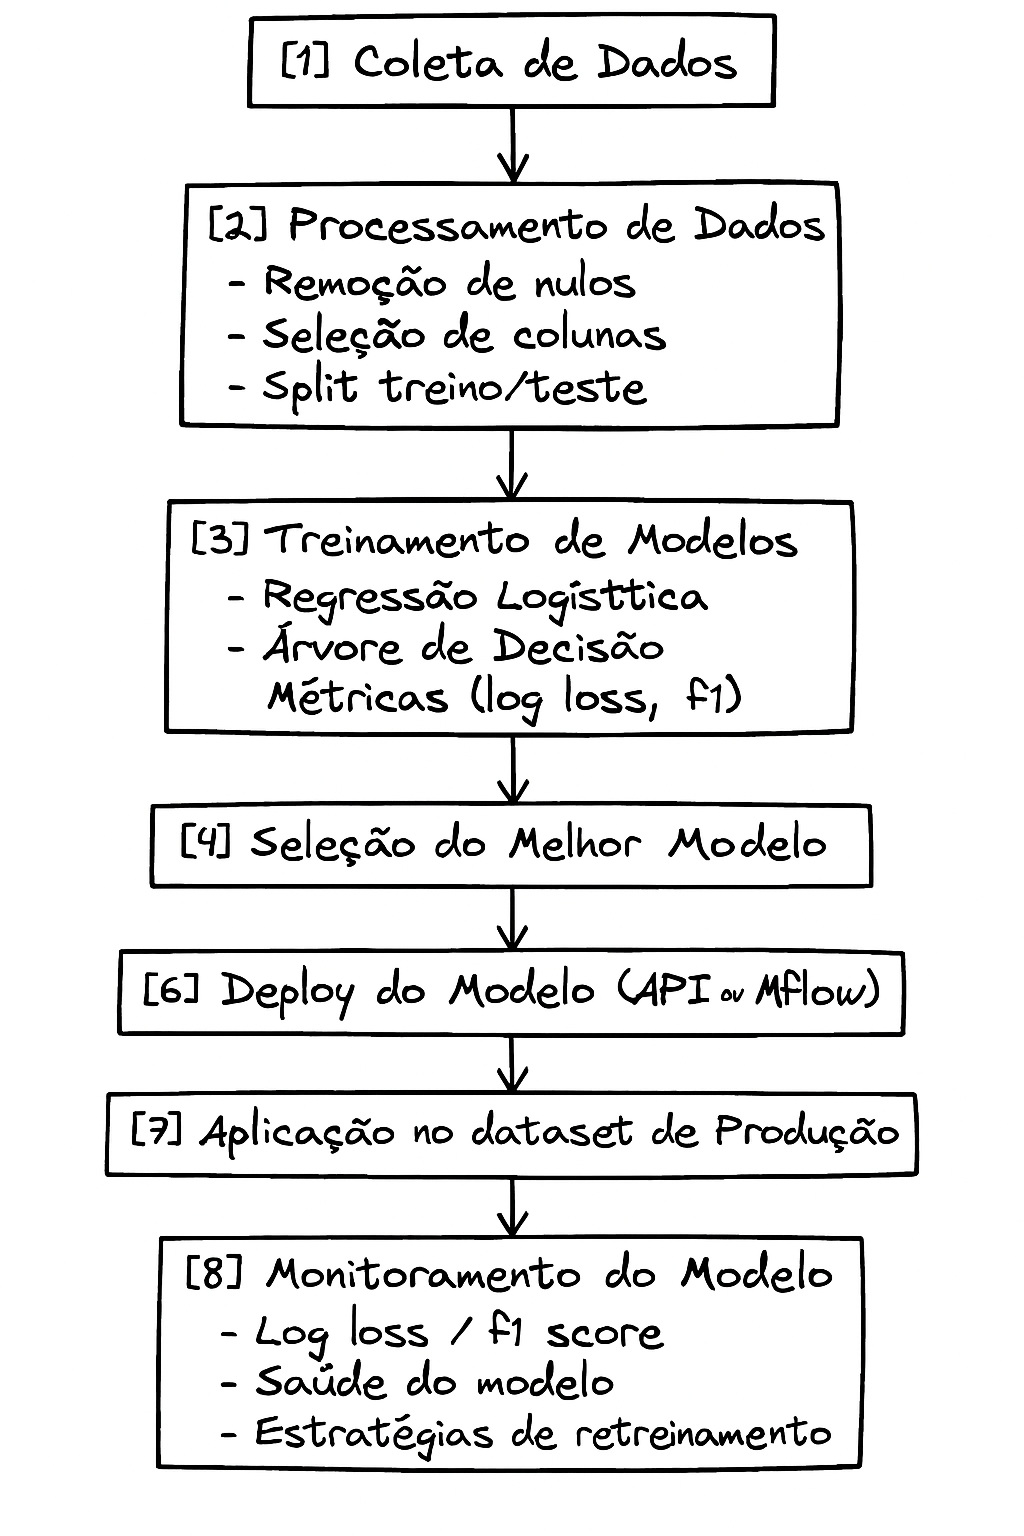 [1] Coleta de Dados
[2] Processamento de Dados
- Remoção de nulos
- Seleção de colunas
- Split treino/teste
[3] Treinamento de Modelos
- Regressão Logísttica
- Árvore de Decisão
Métricas (log loss, f1)
[4] Seleção do Melhor Modelo
[6] Deploy do Modelo (API ou Mflow)
[7] Aplicação no dataset de Produção
[8] Monitoramento do Modelo
- Log loss / f1 score
- Saúde do modelo
- Estratégias de retreinamento